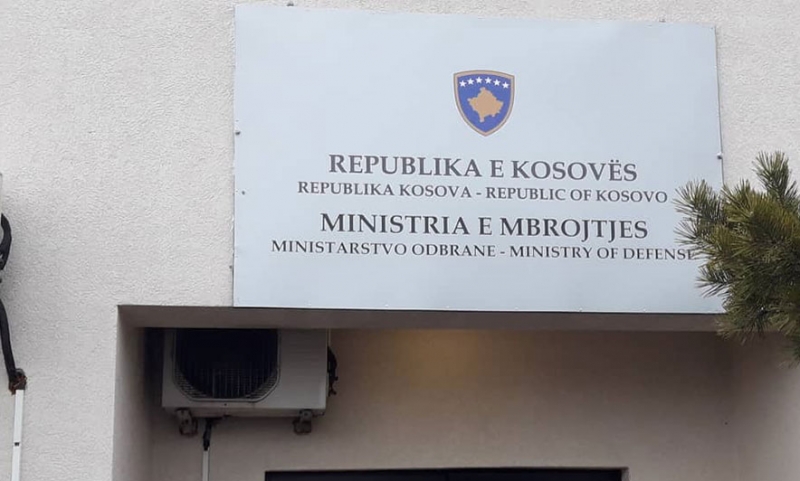 REPUBLIKA E KOSOVËS
REPUBLIKA KOSOVA - REPUBLIC OF KOSOVO
MINISTRIA E MBROJTJES
MINISTARSTVO ODBRANE - MINISTRY OF DEFENSE